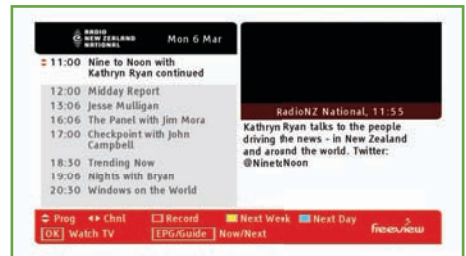 RADIO
NEW ZEALAND
NATIONAL
Mon 6 Mar
11:00 Nine to Noon with
Kathryn Ryan continued
12:00 Midday Report
13:06 Jesse Mulligan
16:06 The Panel with Jim Mora
17:00 Checkpoint with John
Campbell
18:30 Trending Now
19:06 Nights with Bryan
20:30 Windows on the World
RadioNZ National, 11:55
Kathryn Ryan talks to the people
driving the news - in New Zealand
and around the world. Twitter:
@NinetoNoon
Prog Chnl Record Next Week Next Day
OK Watch TV EPG/Guide Now/Next
freeview